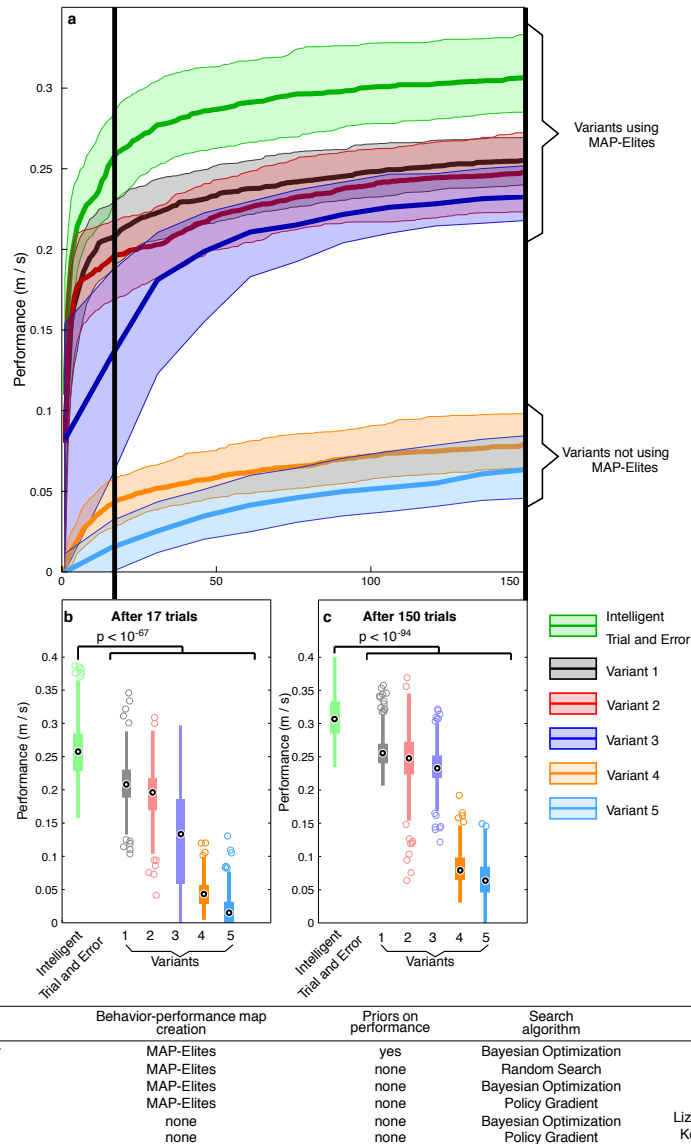 a
0.3
0.25
0.2
0.15
0.1
0.05
0
Performance (m / s)
0 50 100 150
Variants using
MAP-Elites
Variants not using
MAP-Elites
b After 17 trials
p < 10-67
0.4
0.35
0.3
0.25
0.2
0.15
0.1
0.05
0
Performance (m / s)
Intelligent
Trial and Error
1 2 3 4 5
Variants
c After 150 trials
p < 10-94
0.4
0.35
0.3
0.25
0.2
0.15
0.1
0.05
0
Performance (m / s)
Intelligent
Trial and Error
1 2 3 4 5
Variants
Intelligent
Trial and Error
Variant 1
Variant 2
Variant 3
Variant 4
Variant 5
Behavior-performance map
creation
Priors on
performance
Search
algorithm
MAP-Elites yes Bayesian Optimization
MAP-Elites none Random Search
MAP-Elites none Bayesian Optimization
MAP-Elites none Policy Gradient
none none Bayesian Optimization Liz
none none Policy Gradient